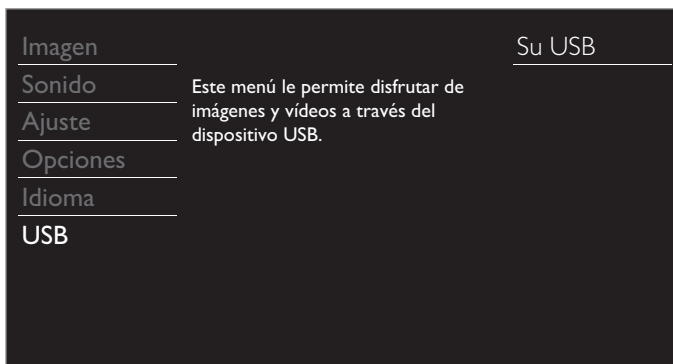 Imagen
Sonido
Ajuste
Opciones
Idioma
USB
Este menú le permite disfrutar de
imágenes y vídeos a través del
dispositivo USB.
Su USB